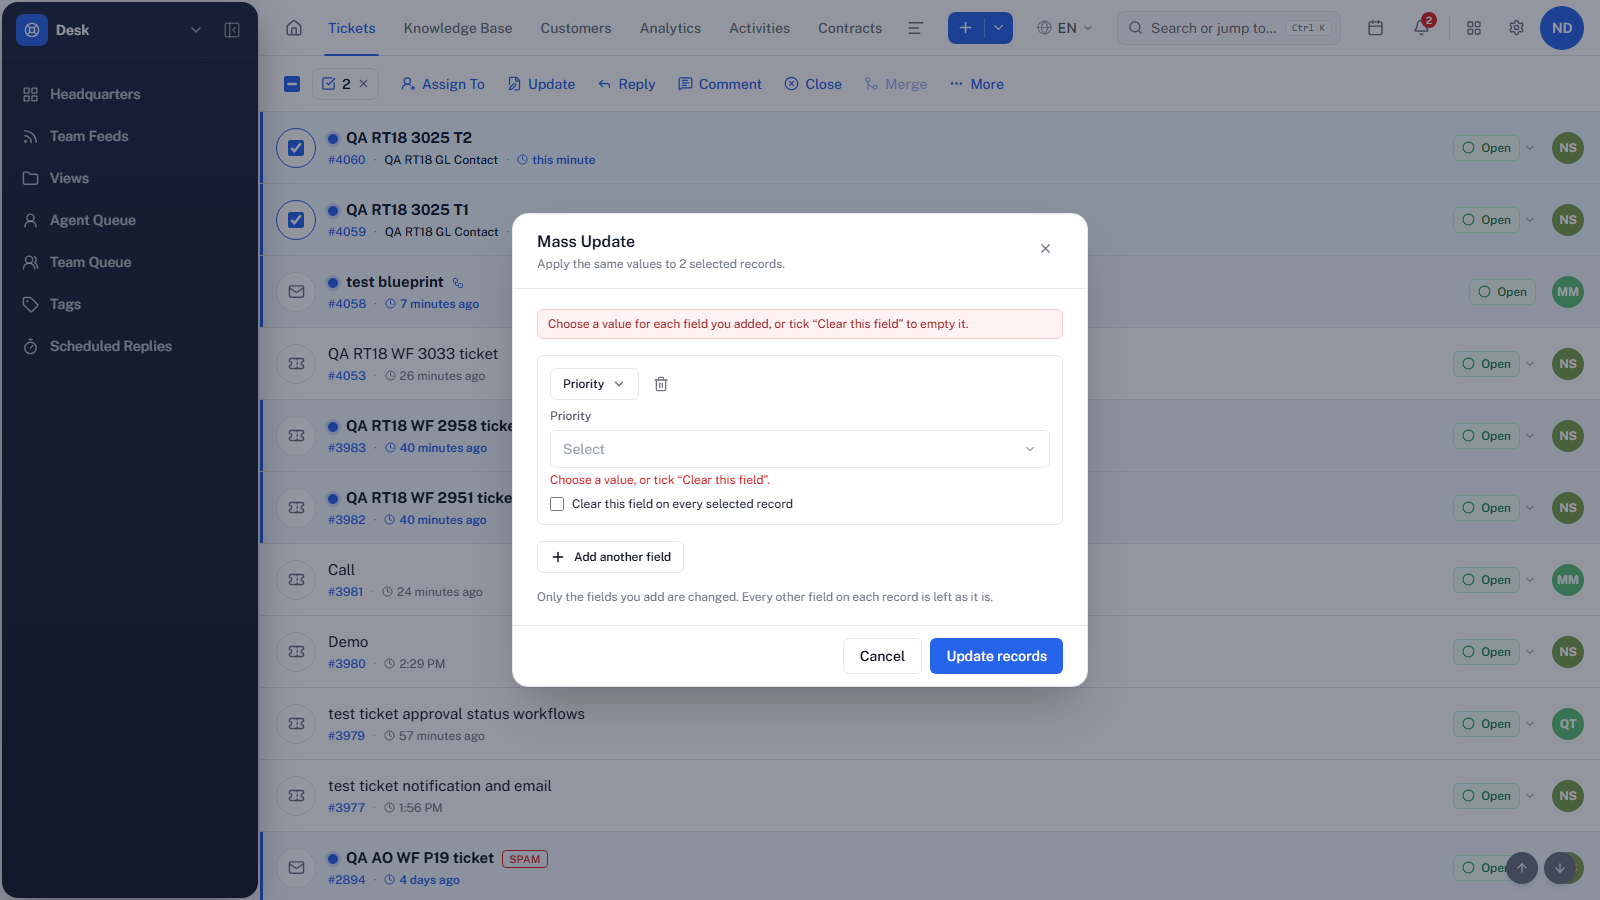 Desk
Headquarters
Team Feeds
Views
Agent Queue
Team Queue
Tags
Scheduled Replies
Tickets
Knowledge Base
Customers
Analytics
Activities
Contracts
EN
Search or jump to...
Ctrl K
2
ND
2
Assign To
Update
Reply
Comment
Close
Merge
More
QA RT18 3025 T2
#4060 · QA RT18 GL Contact · this minute
Open
NS
QA RT18 3025 T1
#4059 · QA RT18 GL Contact ·
Open
NS
test blueprint
#4058 · 7 minutes ago
Open
MM
QA RT18 WF 3033 ticket
#4053 · 26 minutes ago
Open
NS
QA RT18 WF 2958 ticke
#3983 · 40 minutes ago
Open
NS
QA RT18 WF 2951 ticke
#3982 · 40 minutes ago
Open
NS
Call
#3981 · 24 minutes ago
Open
MM
Demo
#3980 · 2:29 PM
Open
NS
test ticket approval status workflows
#3979 · 57 minutes ago
Open
QT
test ticket notification and email
#3977 · 1:56 PM
Open
NS
QA AO WF P19 ticket
SPAM
#2894 · 4 days ago
Mass Update
Apply the same values to 2 selected records.
Choose a value for each field you added, or tick “Clear this field” to empty it.
Priority
Priority
Select
Choose a value, or tick “Clear this field”.
Clear this field on every selected record
Add another field
Only the fields you add are changed. Every other field on each record is left as it is.
Cancel
Update records